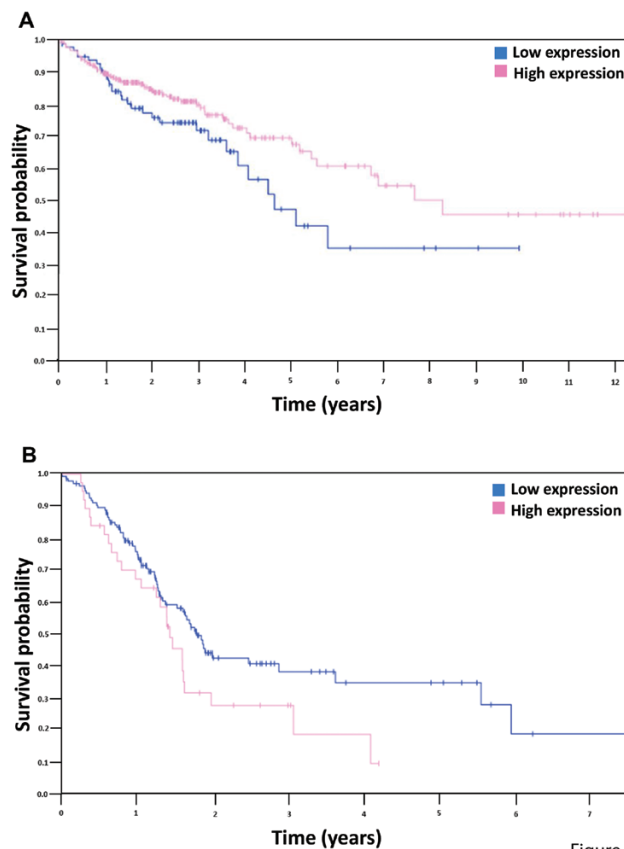 A
Low expression
High expression
Survival probability
1.0
0.9
0.8
0.7
0.6
0.5
0.4
0.3
0.2
0.1
0.0
0 1 2 3 4 5 6 7 8 9 10 11 12
Time (years)
B
Low expression
High expression
Survival probability
1.0
0.9
0.8
0.7
0.6
0.5
0.4
0.3
0.2
0.1
0.0
0 1 2 3 4 5 6 7
Time (years)
Figure